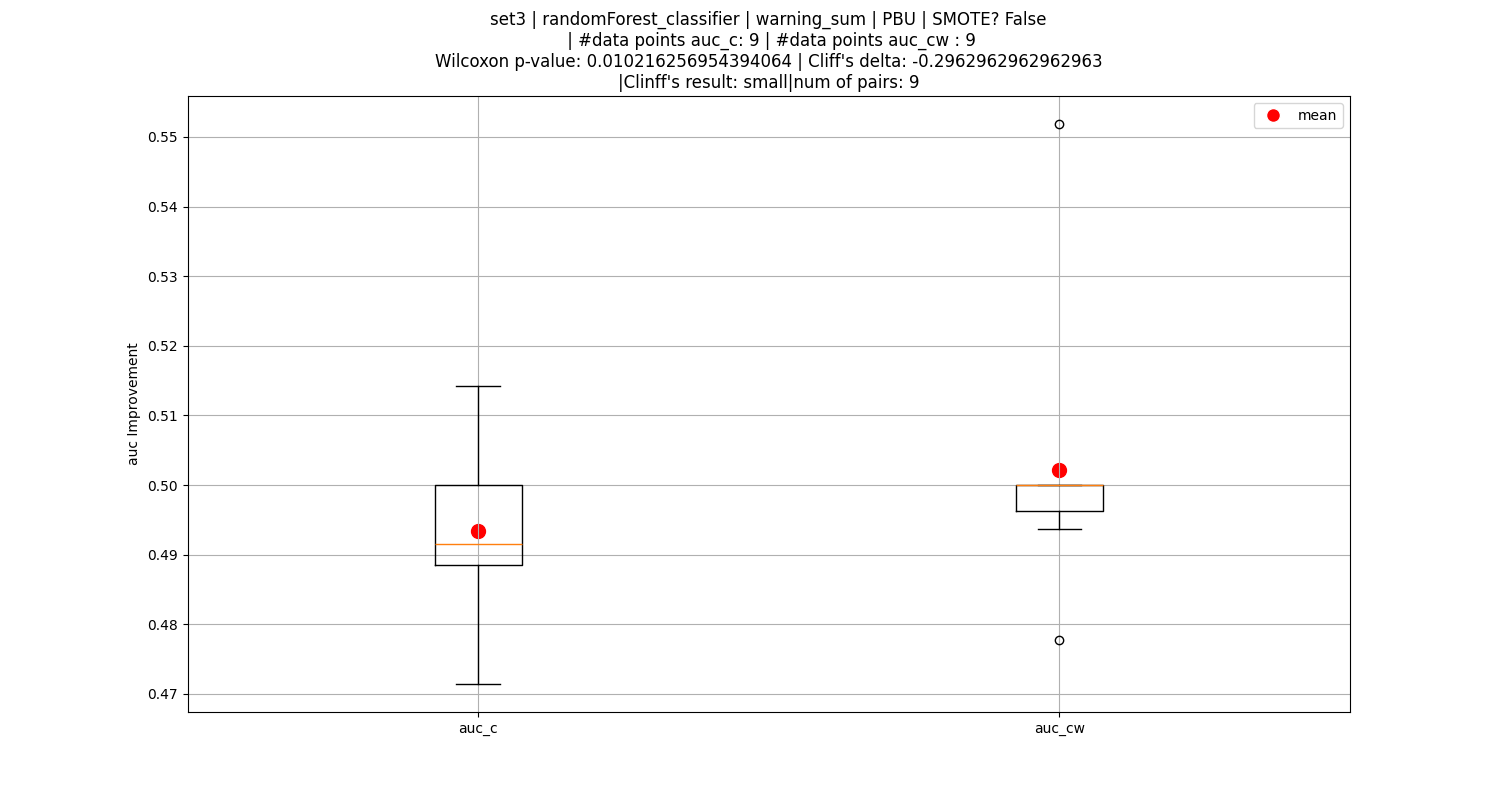 set3 | randomForest_classifier | warning_sum | PBU | SMOTE? False
| #data points auc_c: 9 | #data points auc_cw : 9
Wilcoxon p-value: 0.010216256954394064 | Cliff's delta: -0.2962962962962963
|Clinff's result: small|num of pairs: 9
mean
0.55
0.54
0.53
0.52
0.51
0.50
0.49
0.48
0.47
auc Improvement
auc_c
auc_cw